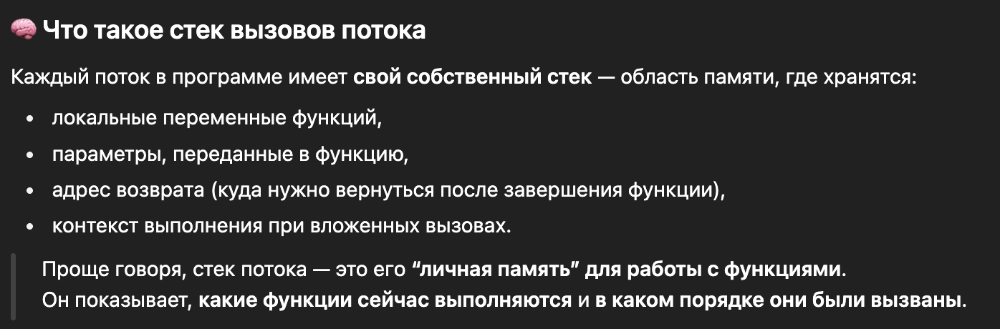 🧠 Что такое стек вызовов потока
Каждый поток в программе имеет свой собственный стек — область памяти, где хранятся:
• локальные переменные функций,
• параметры, переданные в функцию,
• адрес возврата (куда нужно вернуться после завершения функции),
• контекст выполнения при вложенных вызовах.
Проще говоря, стек потока — это его “личная память” для работы с функциями.
Он показывает, какие функции сейчас выполняются и в каком порядке они были вызваны.